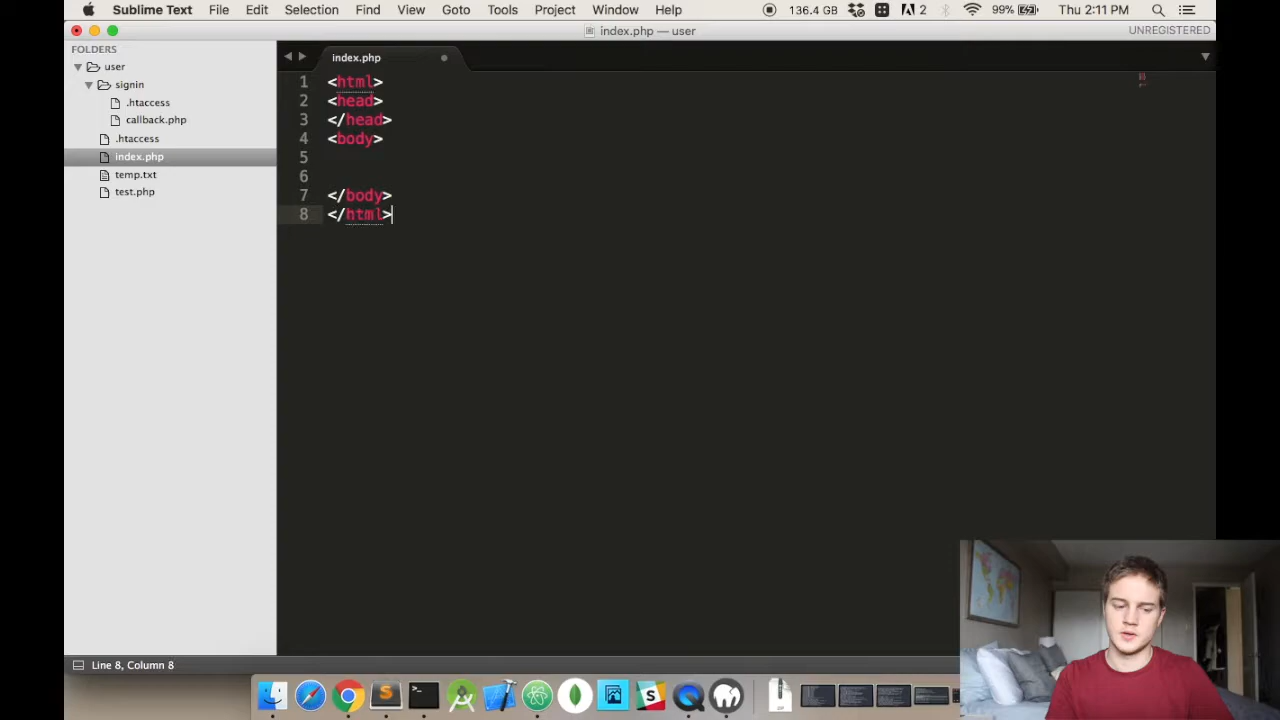 Sublime Text File Edit Selection Find View Goto Tools Project Window Help 136.4 GB 2 99% Thu 2:11 PM
index.php — user UNREGISTERED
FOLDERS
user
signin
.htaccess
callback.php
.htaccess
index.php
temp.txt
test.php
index.php
1 <html>
2 <head>
3 </head>
4 <body>
5
6
7 </body>
8 </html>
Line 8, Column 8